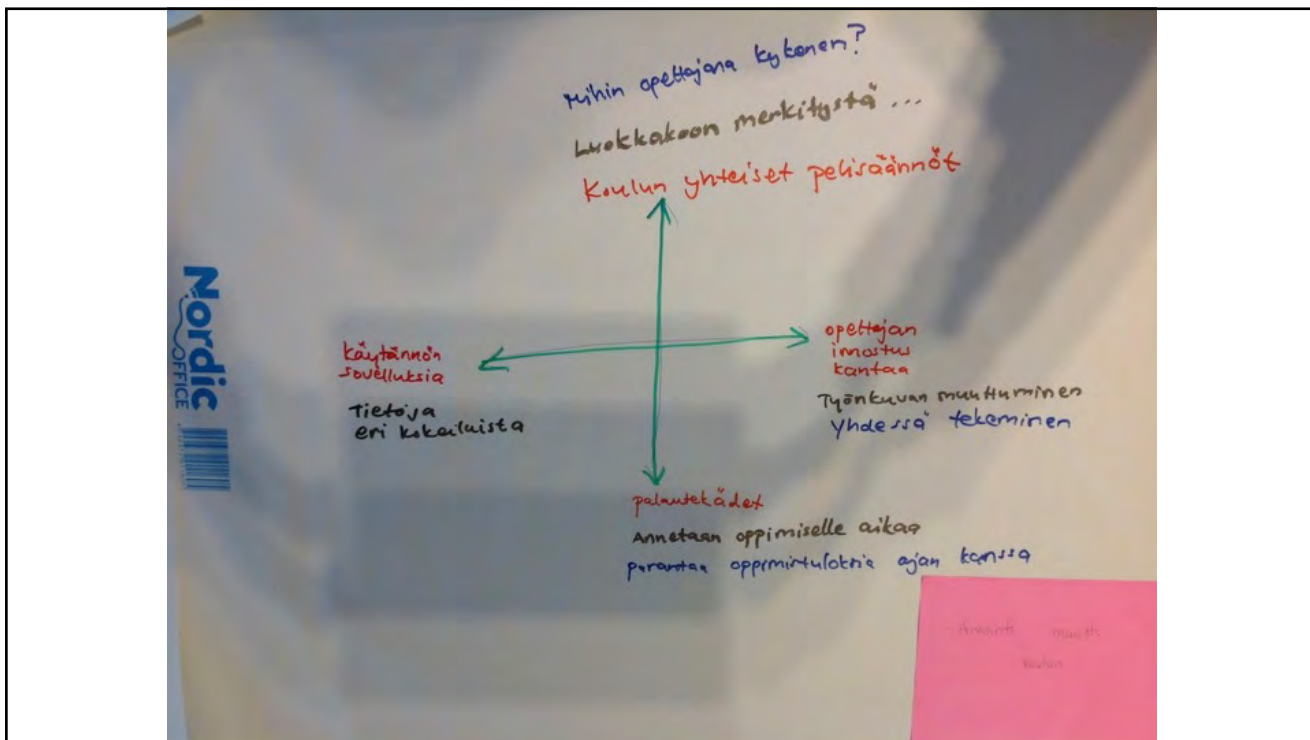 Mihin opettajana kykenen?
Luokkakoon merkitystä ...
Koulun yhteiset pelisäännöt
Nordic
OFFICE
käytännön
sovelluksia
Tietoja
eri kokeiluista
opettajan
innostus
kantaa
Työnkuvan muuttuminen
Yhdessä tekeminen
palautekädet
Annetaan oppimiselle aikaa
parantaa oppimistuloksia ajan kanssa